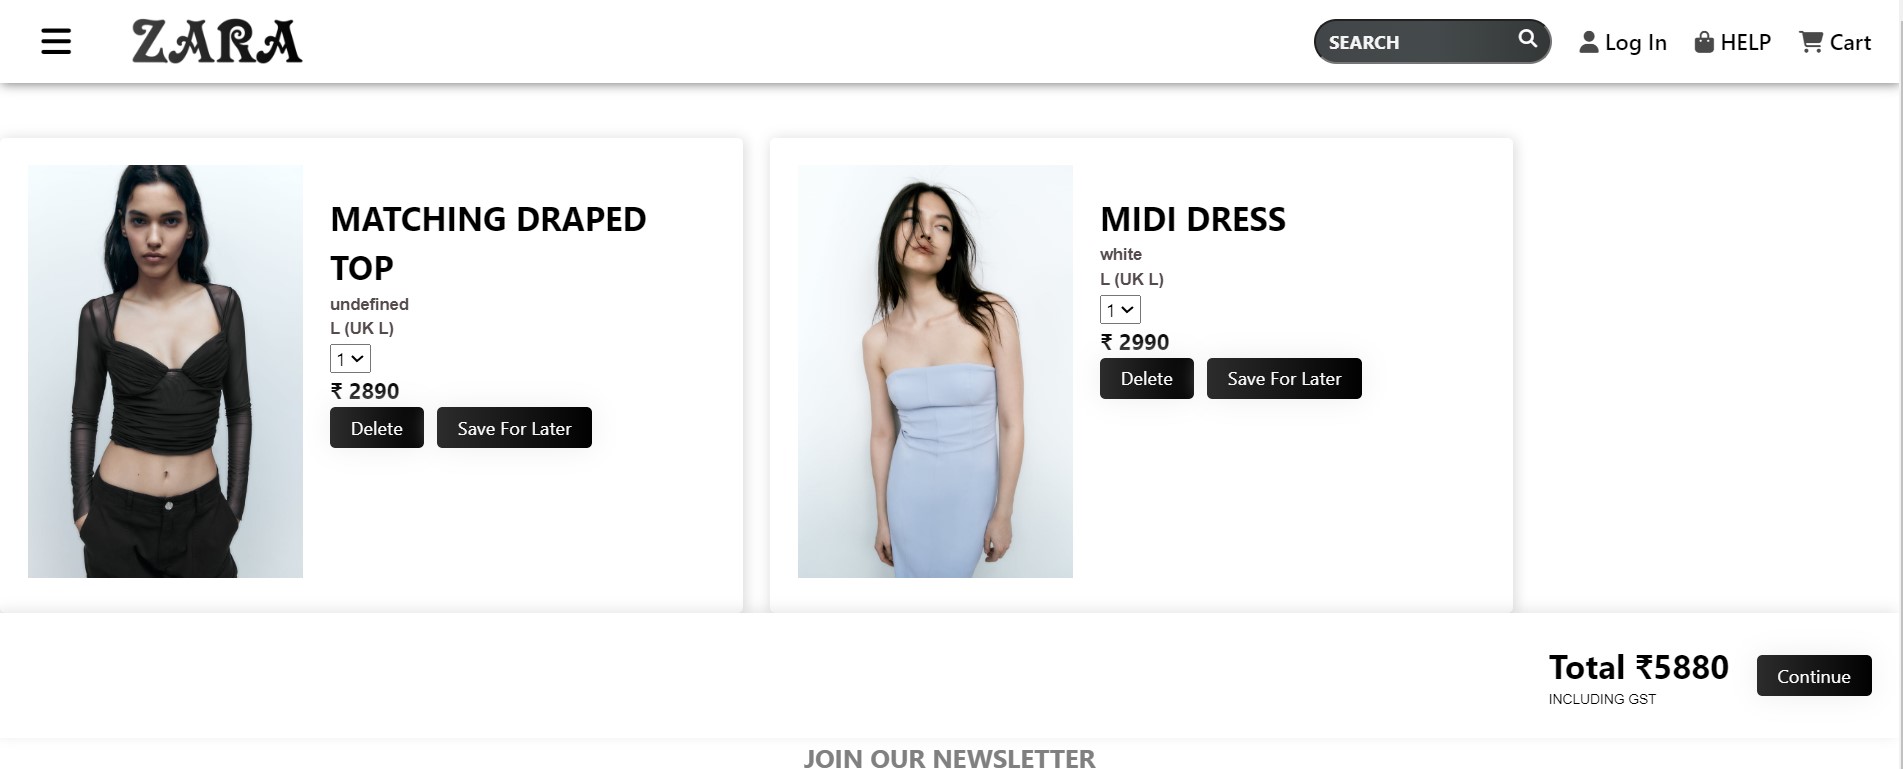 ZARA
SEARCH
Log In
HELP
Cart
MATCHING DRAPED
TOP
undefined
L (UK L)
1
₹ 2890
Delete
Save For Later
MIDI DRESS
white
L (UK L)
1
₹ 2990
Delete
Save For Later
Total ₹5880
INCLUDING GST
Continue
JOIN OUR NEWSLETTER